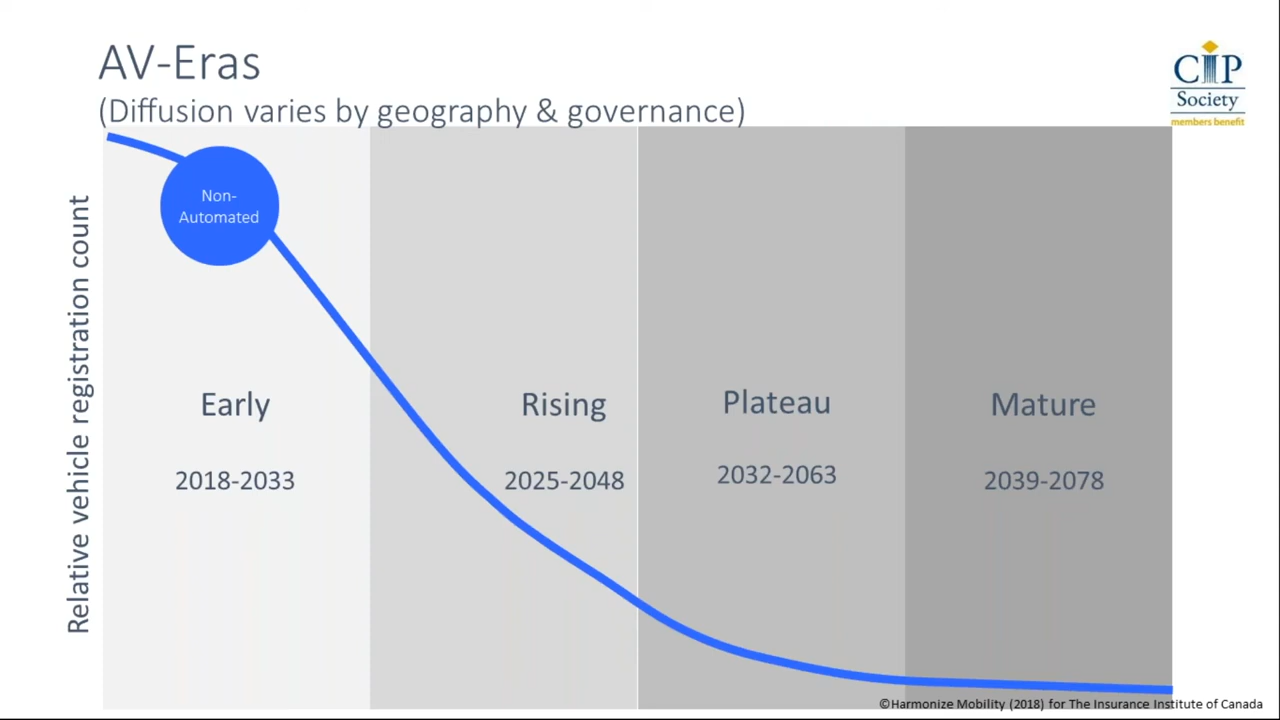 AV-Eras
(Diffusion varies by geography & governance)
CIP
Society
members benefit
Relative vehicle registration count
Non-
Automated
Early
2018-2033
Rising
2025-2048
Plateau
2032-2063
Mature
2039-2078
©Harmonize Mobility (2018) for The Insurance Institute of Canada